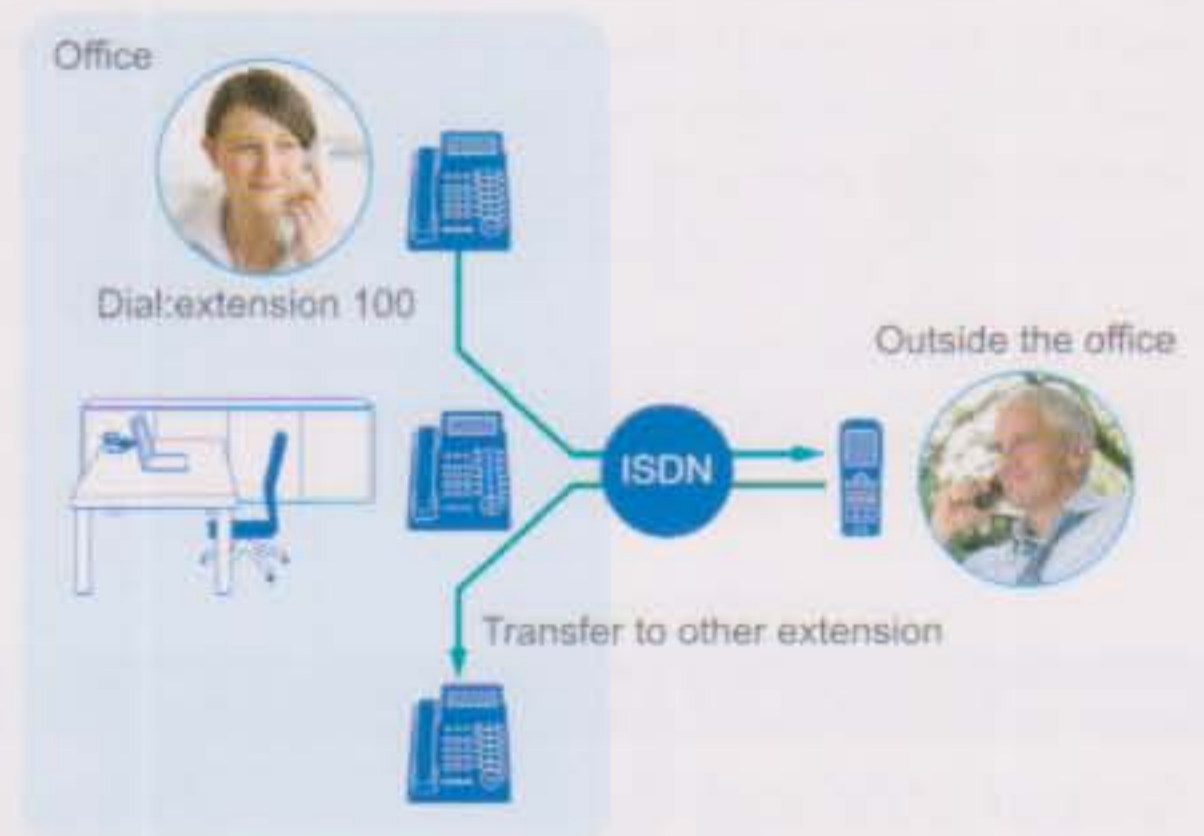 Office
Dial:extension 100
Outside the office
ISDN
Transfer to other extension